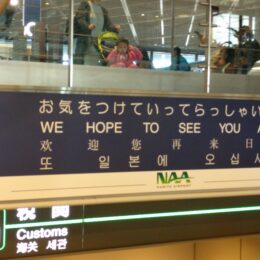 お気をつけていってらっしゃい
WE HOPE TO SEE YOU A
欢迎您再来日
또 일본에 오십시
NAA
NARITA AIRPORT
税関
Customs
海关 세관